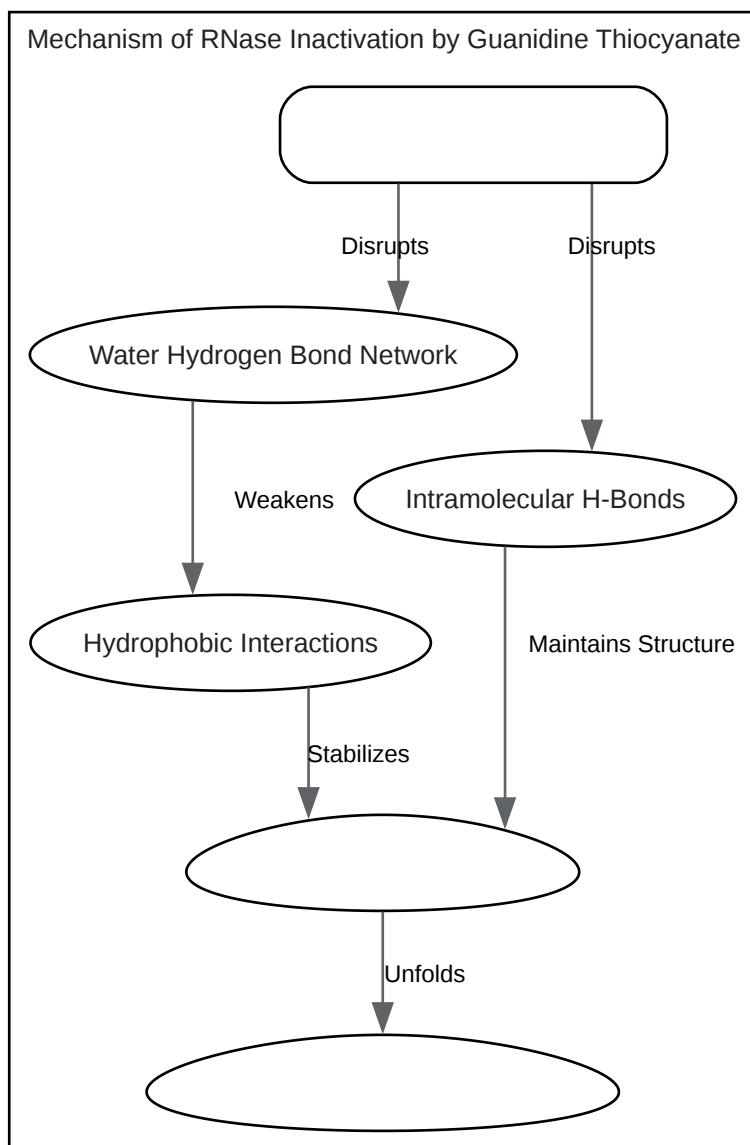 Mechanism of RNase Inactivation by Guanidine Thiocyanate
Disrupts
Disrupts
Water Hydrogen Bond Network
Weakens
Intramolecular H-Bonds
Hydrophobic Interactions
Maintains Structure
Stabilizes
Unfolds